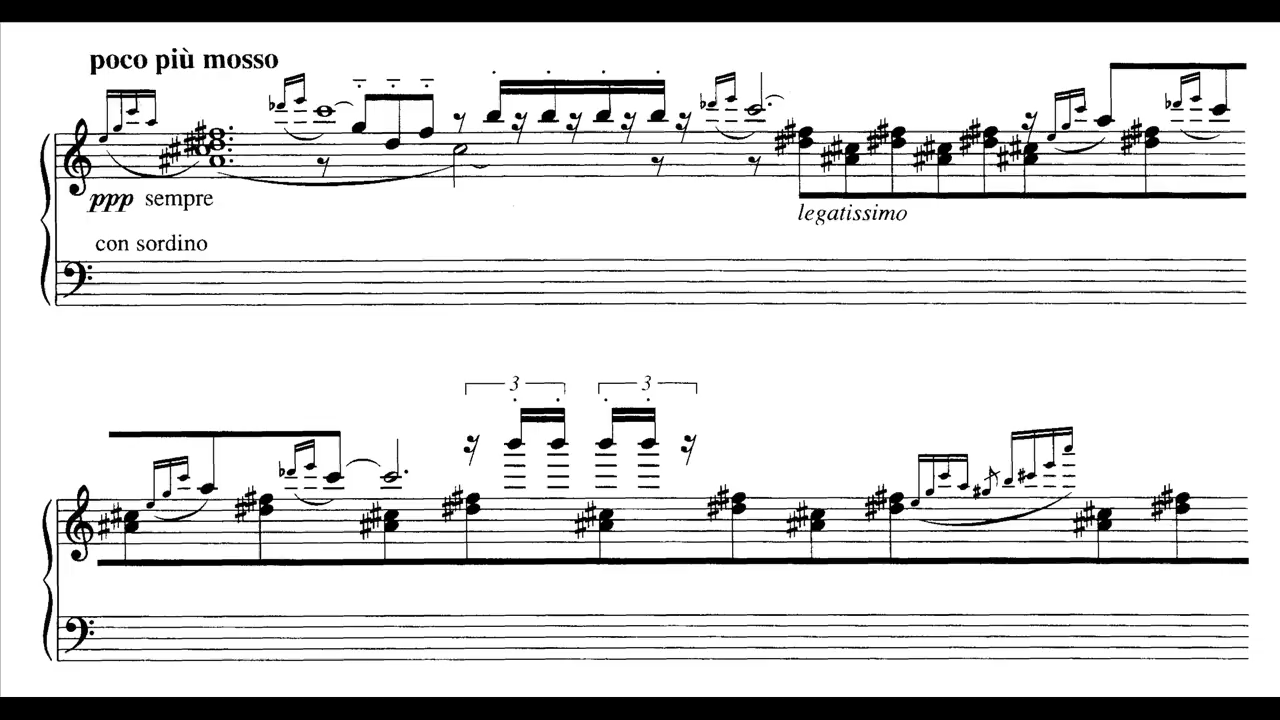 poco più mosso
ppp sempre
con sordino
legatissimo
3 3